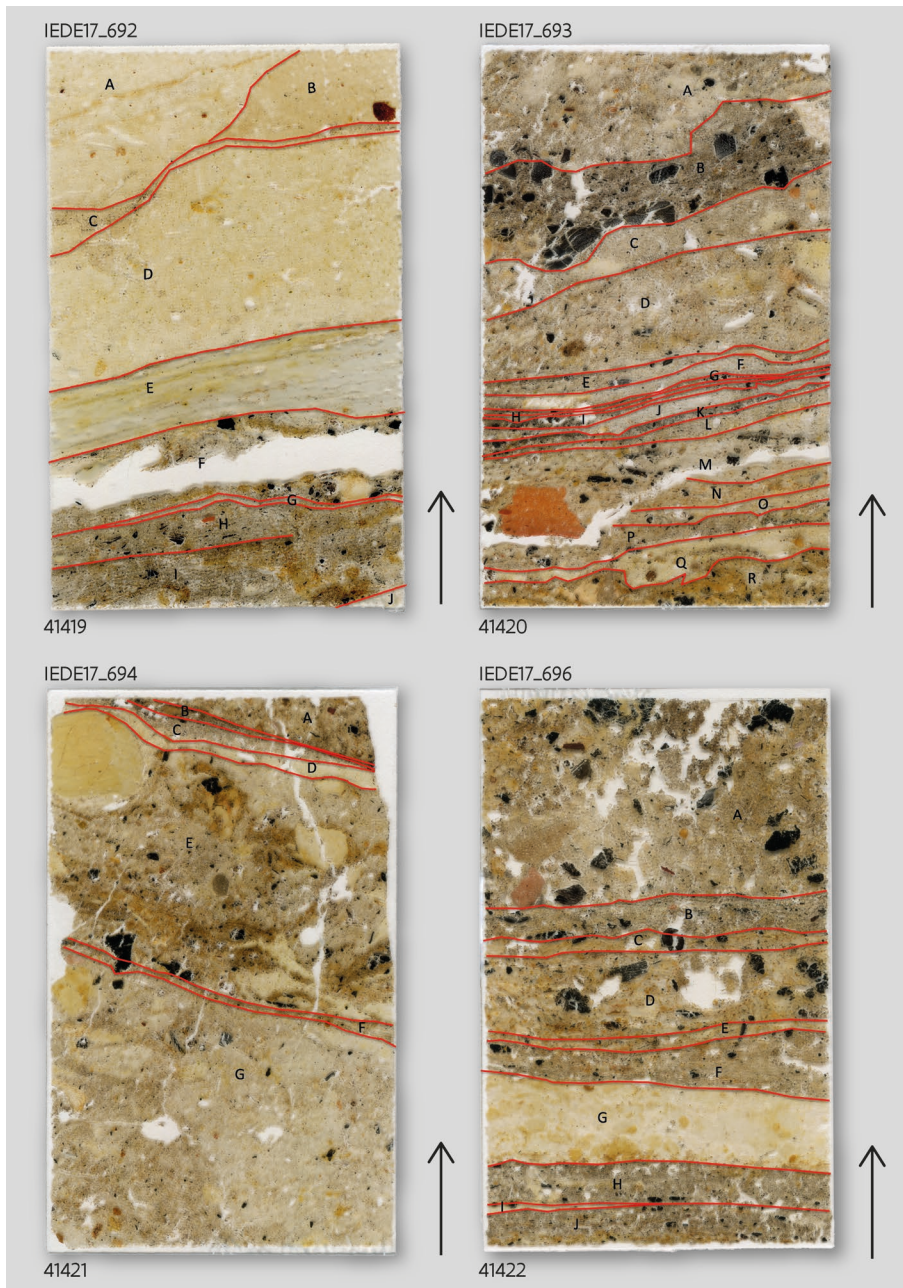 IEDE17_692
A
B
C
D
E
F
G
H
I
J
41419
IEDE17_693
A
B
C
D
E
F
G
H
I
J
K
L
M
N
O
P
Q
R
41420
IEDE17_694
B
A
C
D
E
F
G
41421
IEDE17_696
A
B
C
D
E
F
G
H
I
J
41422